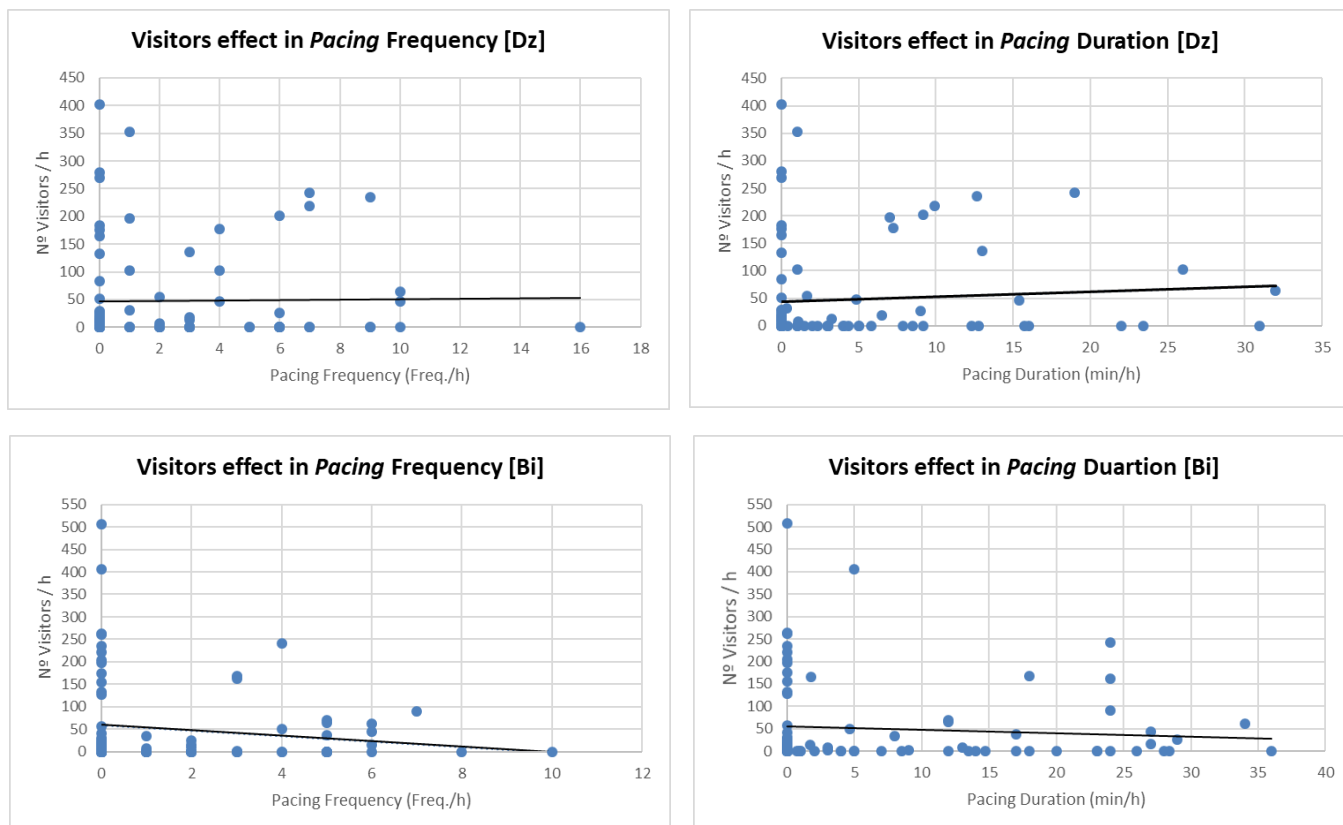 Visitors effect in Pacing Frequency [Dz]
450
400
350
300
250
200
150
100
50
0
Nº Visitors / h
0 2 4 6 8 10 12 14 16 18
Pacing Frequency (Freq./h)
Visitors effect in Pacing Duration [Dz]
450
400
350
300
250
200
150
100
50
0
Nº Visitors / h
0 5 10 15 20 25 30 35
Pacing Duration (min/h)
Visitors effect in Pacing Frequency [Bi]
550
500
450
400
350
300
250
200
150
100
50
0
Nº Visitors / h
0 2 4 6 8 10 12
Pacing Frequency (Freq./h)
Visitors effect in Pacing Duartion [Bi]
550
500
450
400
350
300
250
200
150
100
50
0
Nº Visitors / h
0 5 10 15 20 25 30 35 40
Pacing Duration (min/h)